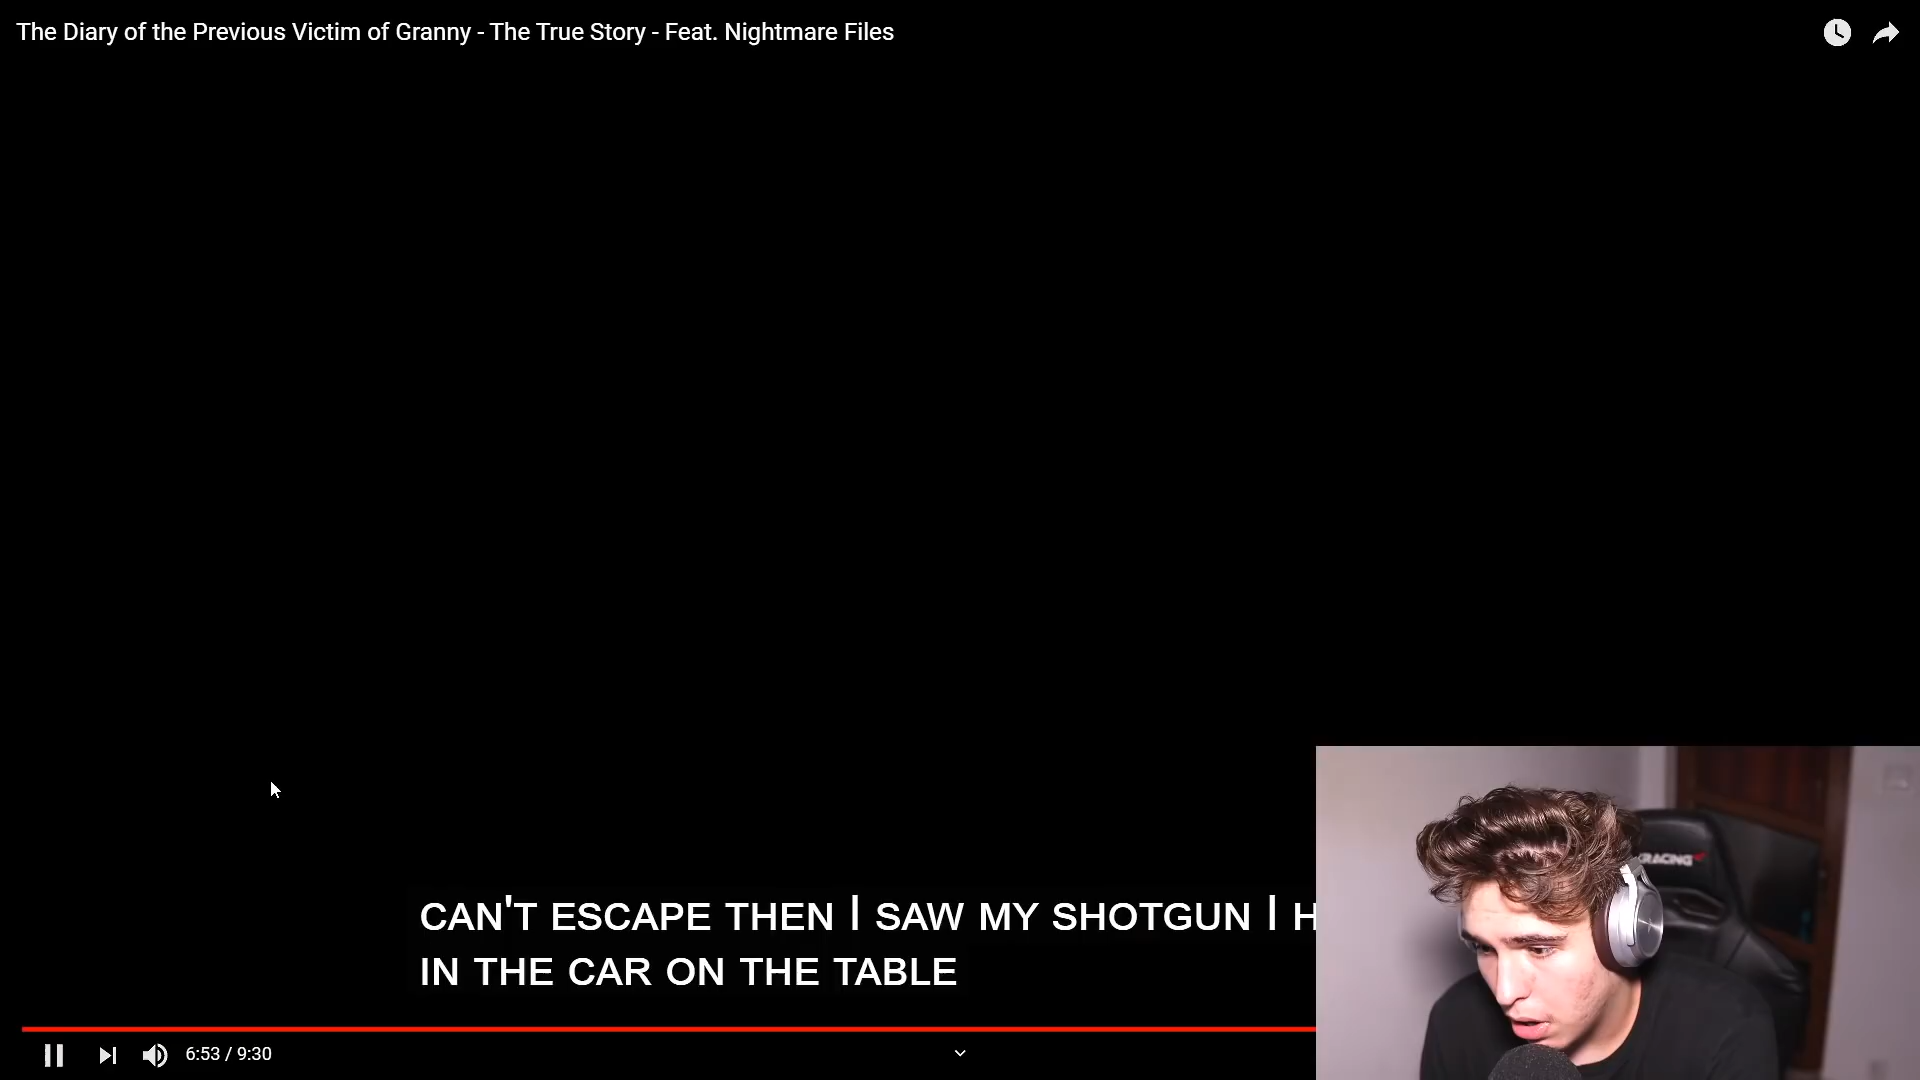 The Diary of the Previous Victim of Granny - The True Story - Feat. Nightmare Files
CAN'T ESCAPE THEN I SAW MY SHOTGUN I H
IN THE CAR ON THE TABLE
6:53 / 9:30
RACING